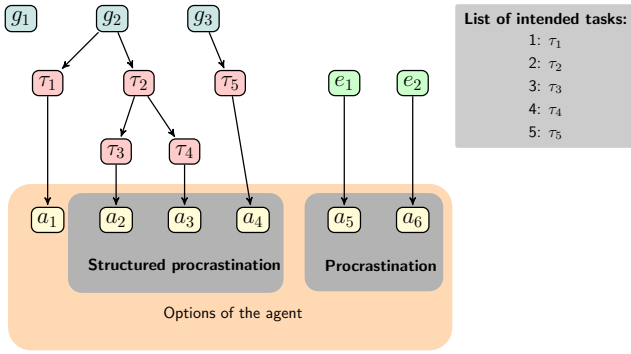 g₁ g₂ g₃
List of intended tasks:
1: τ₁
2: τ₂
3: τ₃
4: τ₄
5: τ₅
τ₁ τ₂ τ₅ e₁ e₂
τ₃ τ₄
a₁ a₂ a₃ a₄ a₅ a₆
Structured procrastination Procrastination
Options of the agent